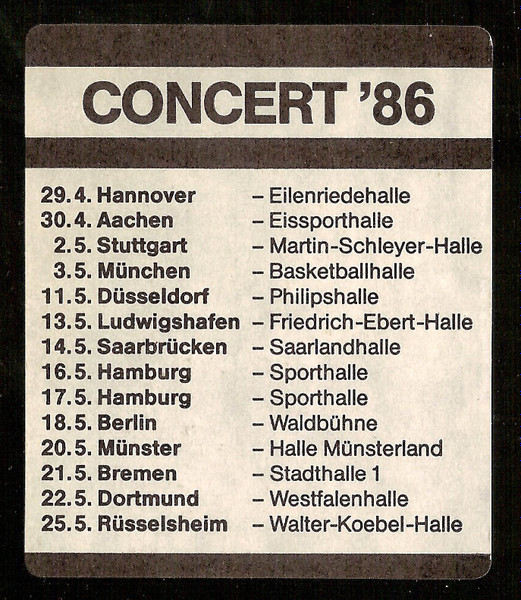 CONCERT '86
29.4. Hannover – Eilenriedehalle
30.4. Aachen – Eissporthalle
2.5. Stuttgart – Martin-Schleyer-Halle
3.5. München – Basketballhalle
11.5. Düsseldorf – Philipshalle
13.5. Ludwigshafen – Friedrich-Ebert-Halle
14.5. Saarbrücken – Saarlandhalle
16.5. Hamburg – Sporthalle
17.5. Hamburg – Sporthalle
18.5. Berlin – Waldbühne
20.5. Münster – Halle Münsterland
21.5. Bremen – Stadthalle 1
22.5. Dortmund – Westfalenhalle
25.5. Rüsselsheim – Walter-Koebel-Halle